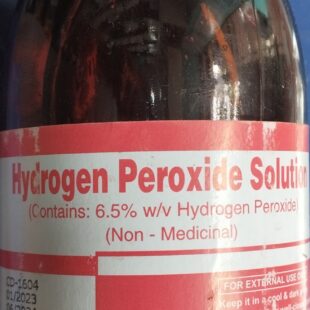 Hydrogen Peroxide Solution
(Contains: 6.5% w/v Hydrogen Peroxide)
(Non - Medicinal)
01/2023
FOR EXTERNAL USE
Keep it in a cool & dark